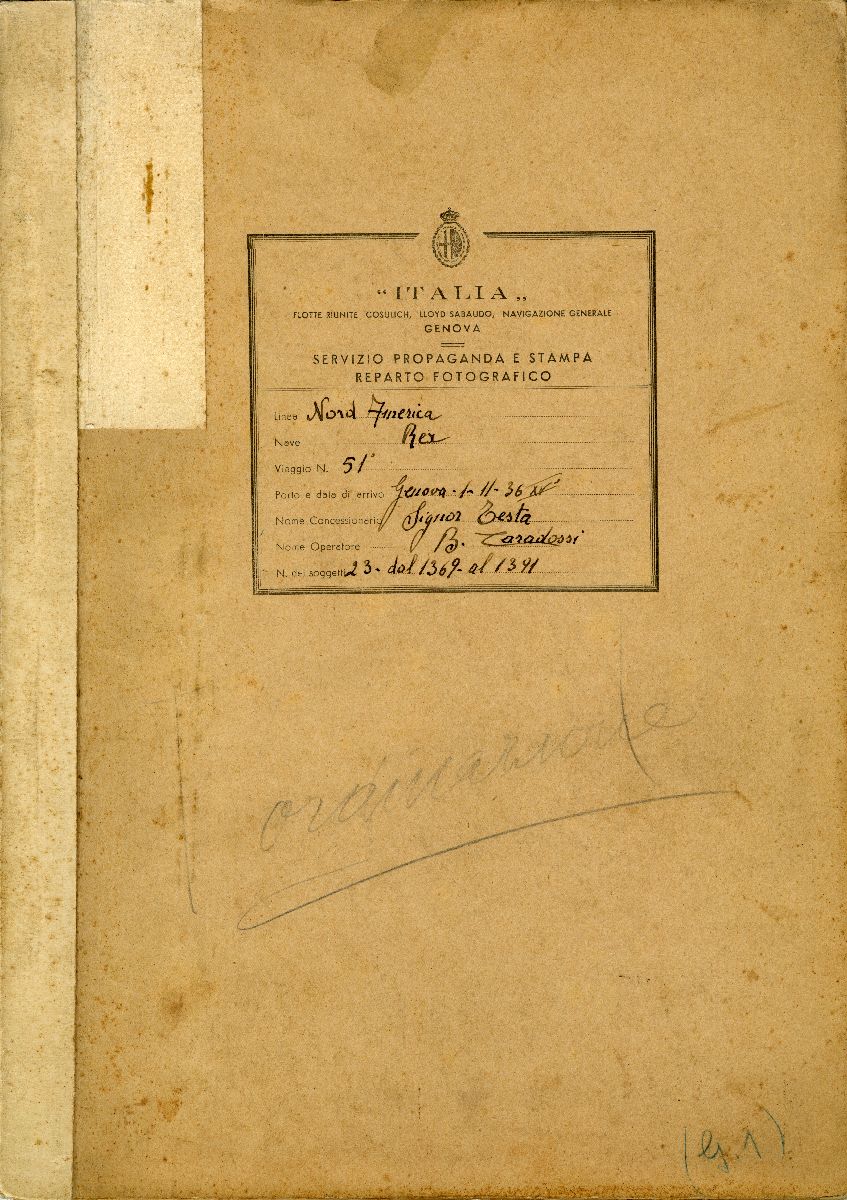 "ITALIA„
FLOTTE RIUNITE COSULICH, LLOYD SABAUDO, NAVIGAZIONE GENERALE
GENOVA
SERVIZIO PROPAGANDA E STAMPA
REPARTO FOTOGRAFICO
Linea Nord America
Nave Rex
Viaggio N. 51°
Porto e data di arrivo Genova - 1 - 11 - 36 XV°
Nome Concessionario Signor Testa
Nome Operatore B. Taradossi
N. dei soggetti 23 - dal 1369 - al 1391